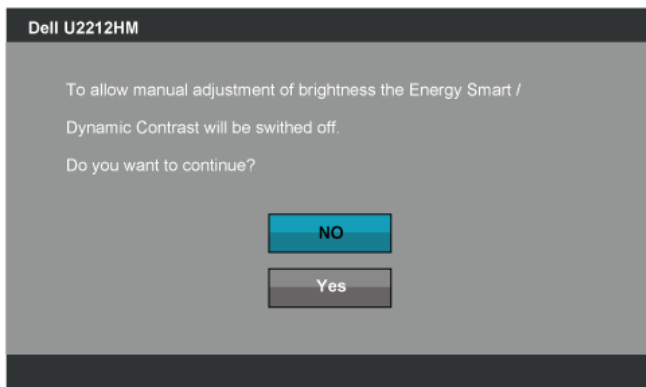 Dell U2212HM
To allow manual adjustment of brightness the Energy Smart /
Dynamic Contrast will be swithed off.
Do you want to continue?
NO
Yes